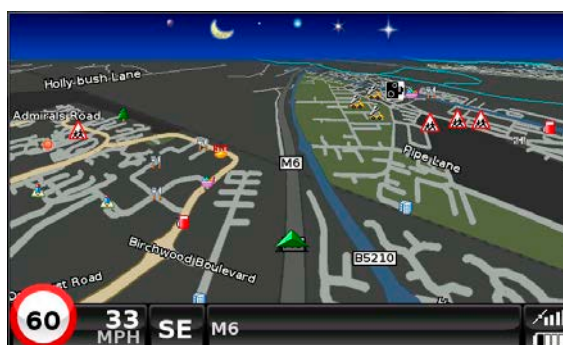 Holly-bush Lane
Admirals Road
M6
Pipe Lane
Birchwood Boulevard
B5210
Road
60
33
MPH
SE
M6